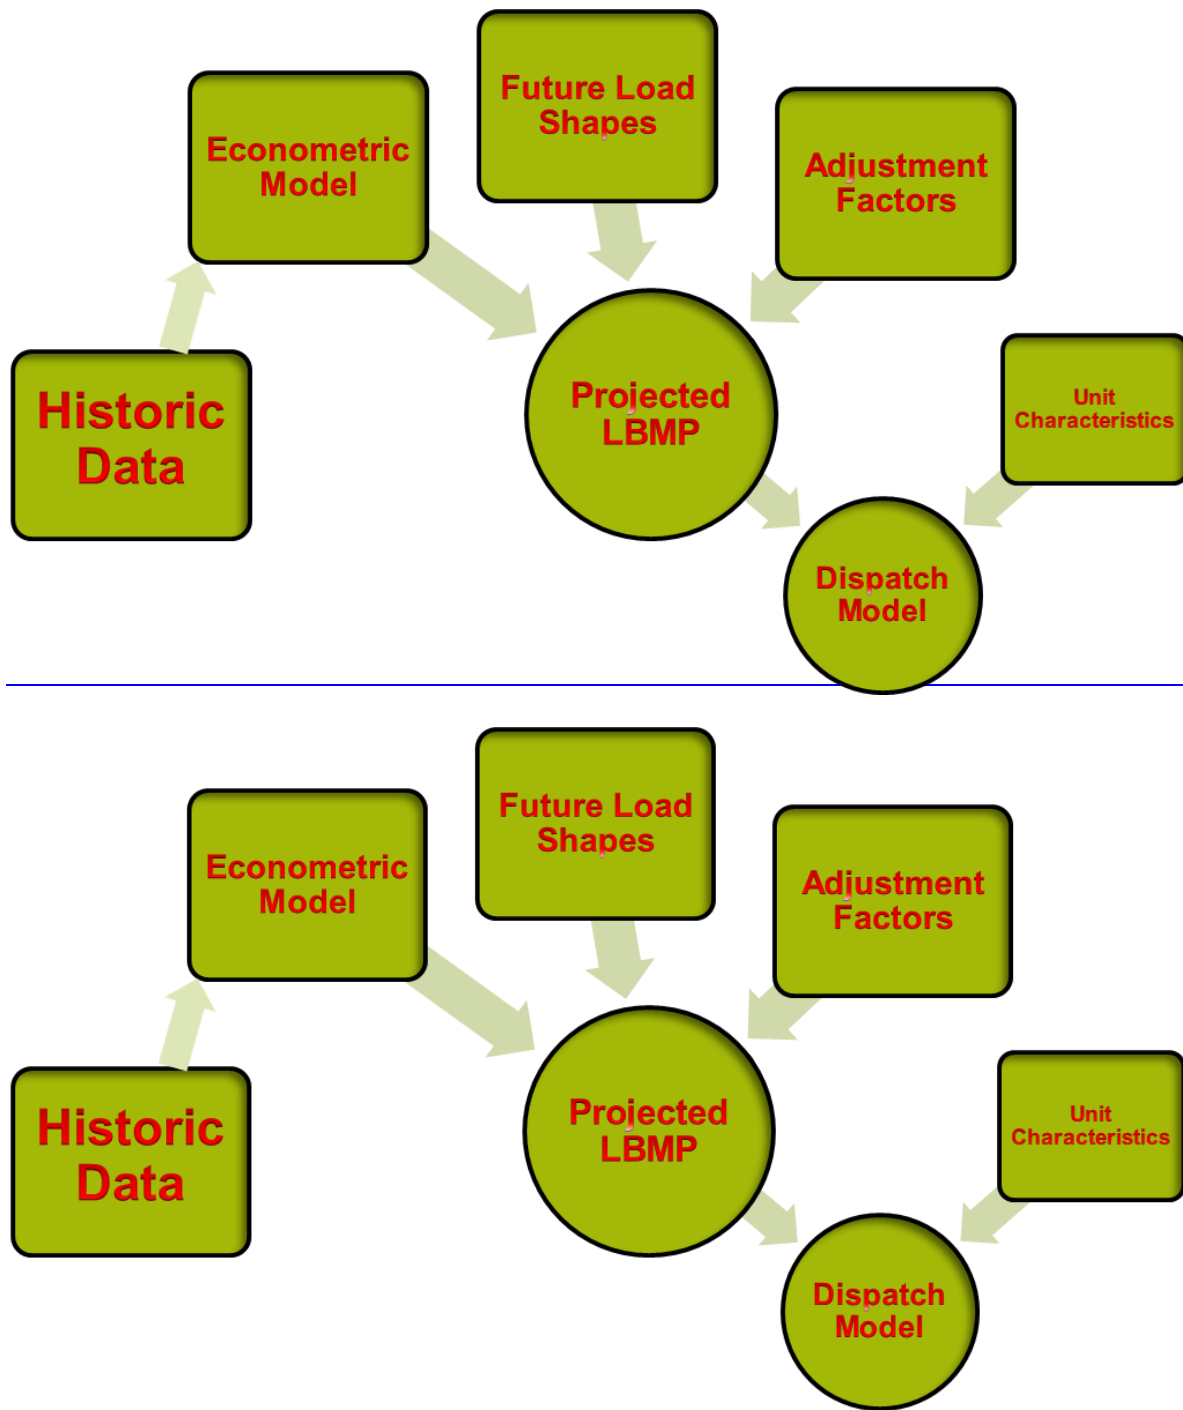 Future Load
Shapes
Econometric
Model
Adjustment
Factors
Historic
Data
Projected
LBMP
Unit
Characteristics
Dispatch
Model
Future Load
Shapes
Econometric
Model
Adjustment
Factors
Historic
Data
Projected
LBMP
Unit
Characteristics
Dispatch
Model